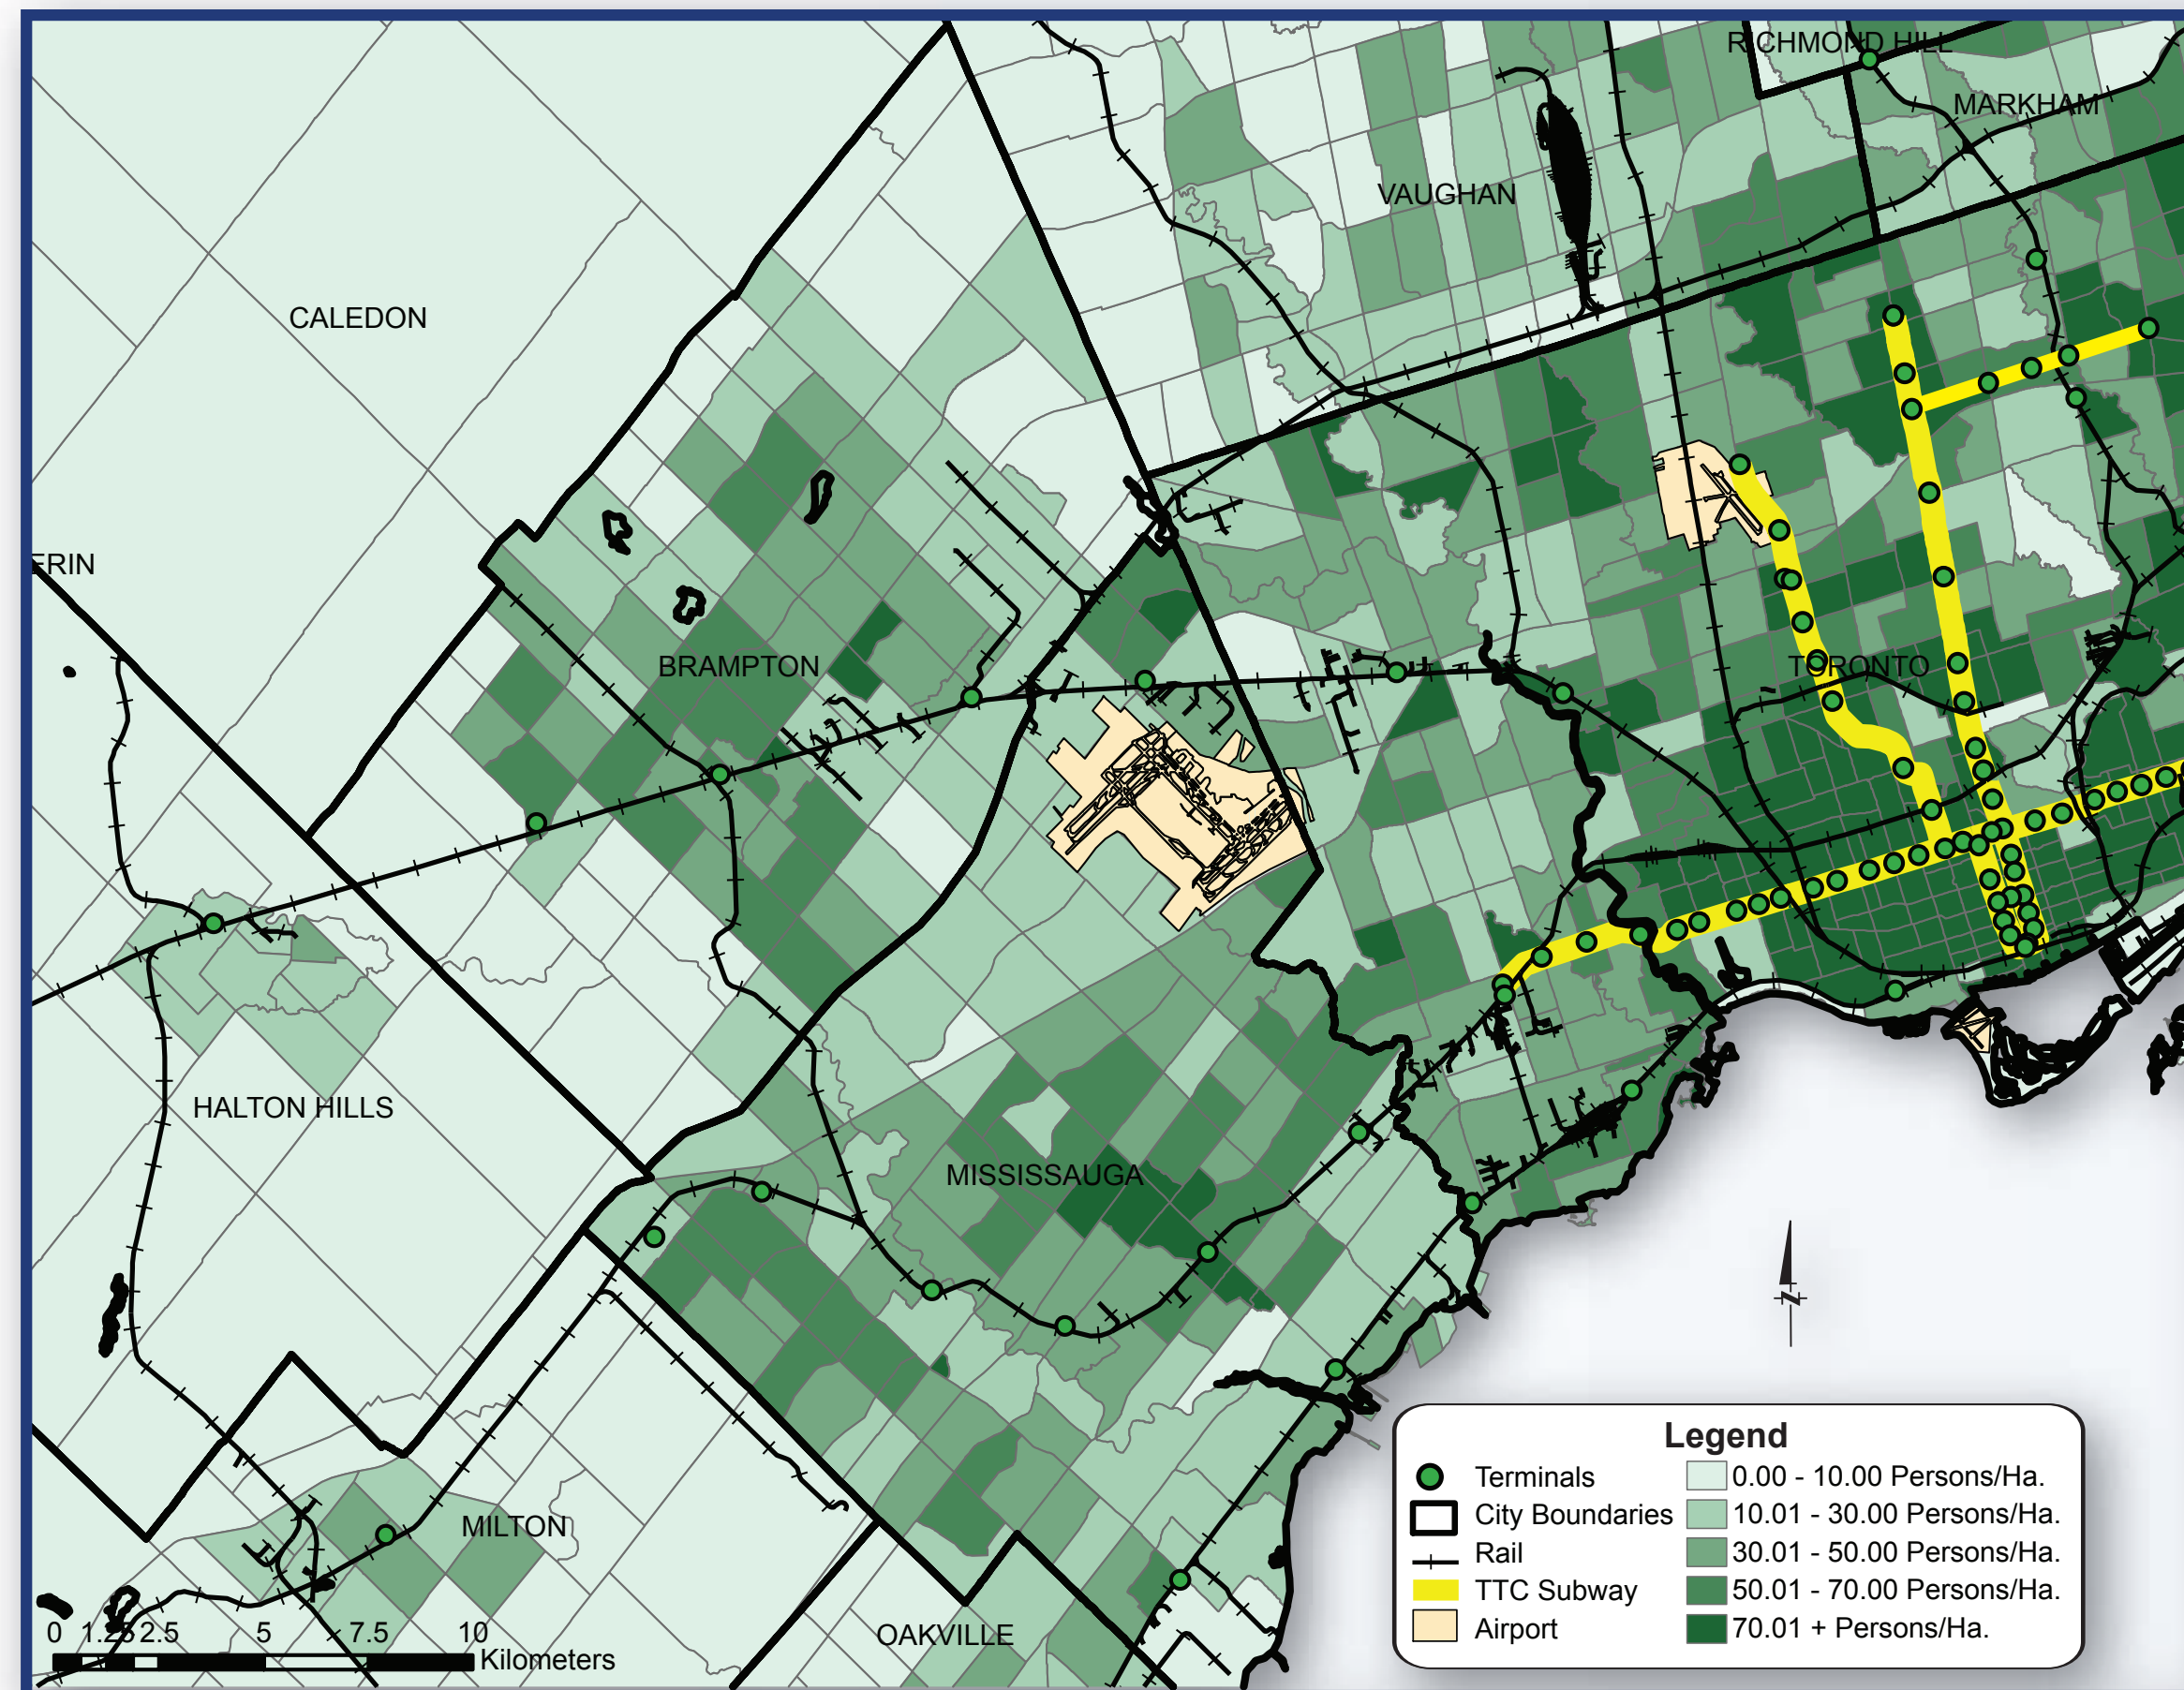 RICHMOND HILL
MARKHAM
VAUGHAN
CALEDON
ERIN
BRAMPTON
TORONTO
HALTON HILLS
MISSISSAUGA
MILTON
OAKVILLE
0 1.25 2.5 5 7.5 10
Kilometers
N
Legend
Terminals
City Boundaries
Rail
TTC Subway
Airport
0.00 - 10.00 Persons/Ha.
10.01 - 30.00 Persons/Ha.
30.01 - 50.00 Persons/Ha.
50.01 - 70.00 Persons/Ha.
70.01 + Persons/Ha.